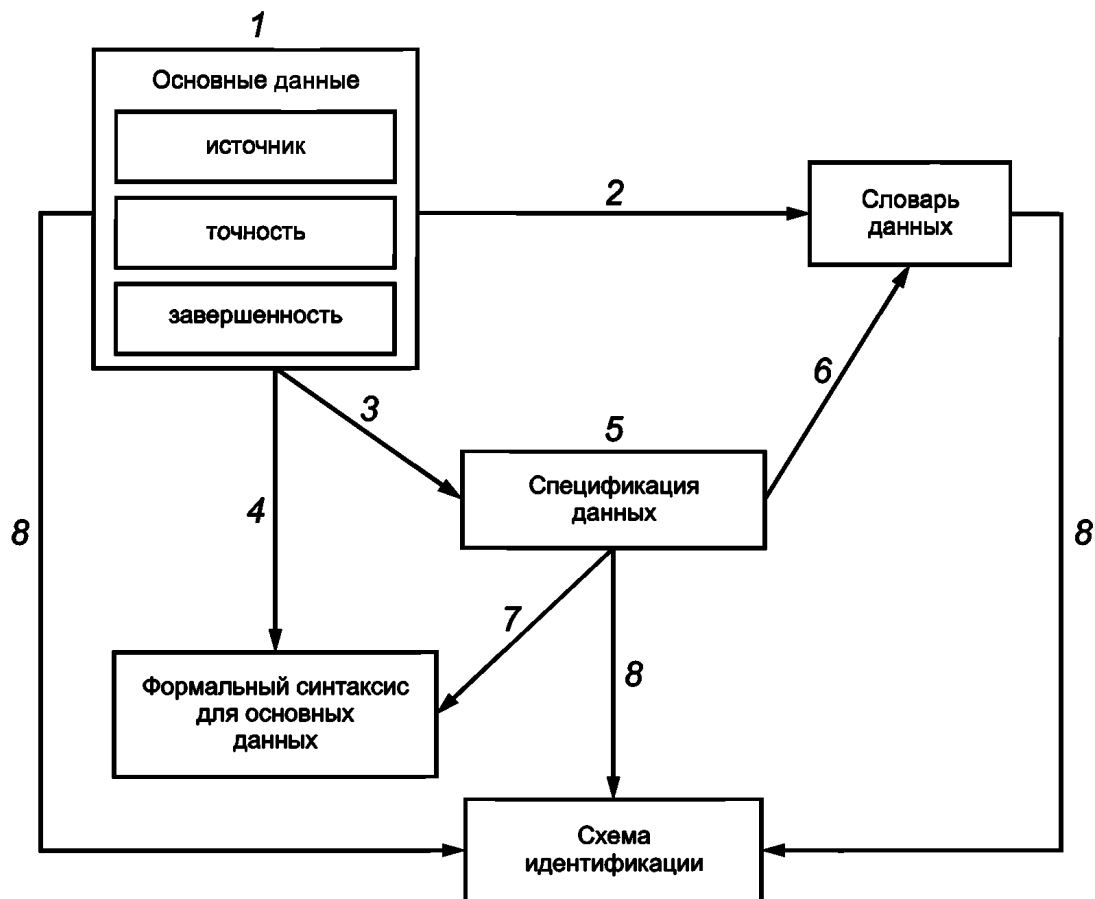 1
Основные данные
источник
точность
завершенность
2
Словарь
данных
3
4
5
Спецификация
данных
6
7
8
8
8
Формальный синтаксис
для основных
данных
Схема
идентификации